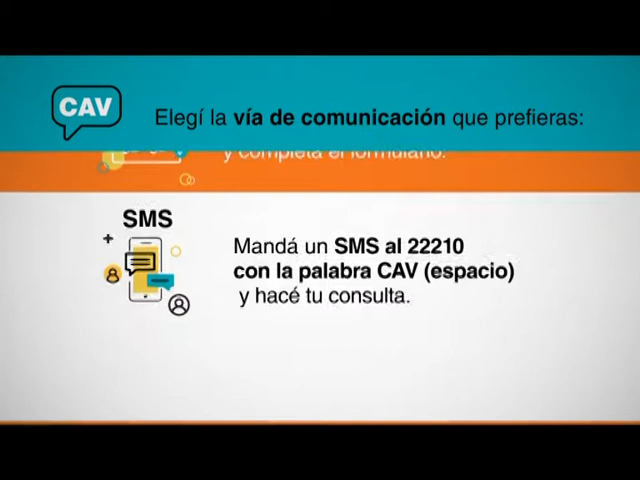 CAV
Elegí la vía de comunicación que prefieras:
y completá el formulario.
SMS
Mandá un SMS al 22210
con la palabra CAV (espacio)
y hacé tu consulta.